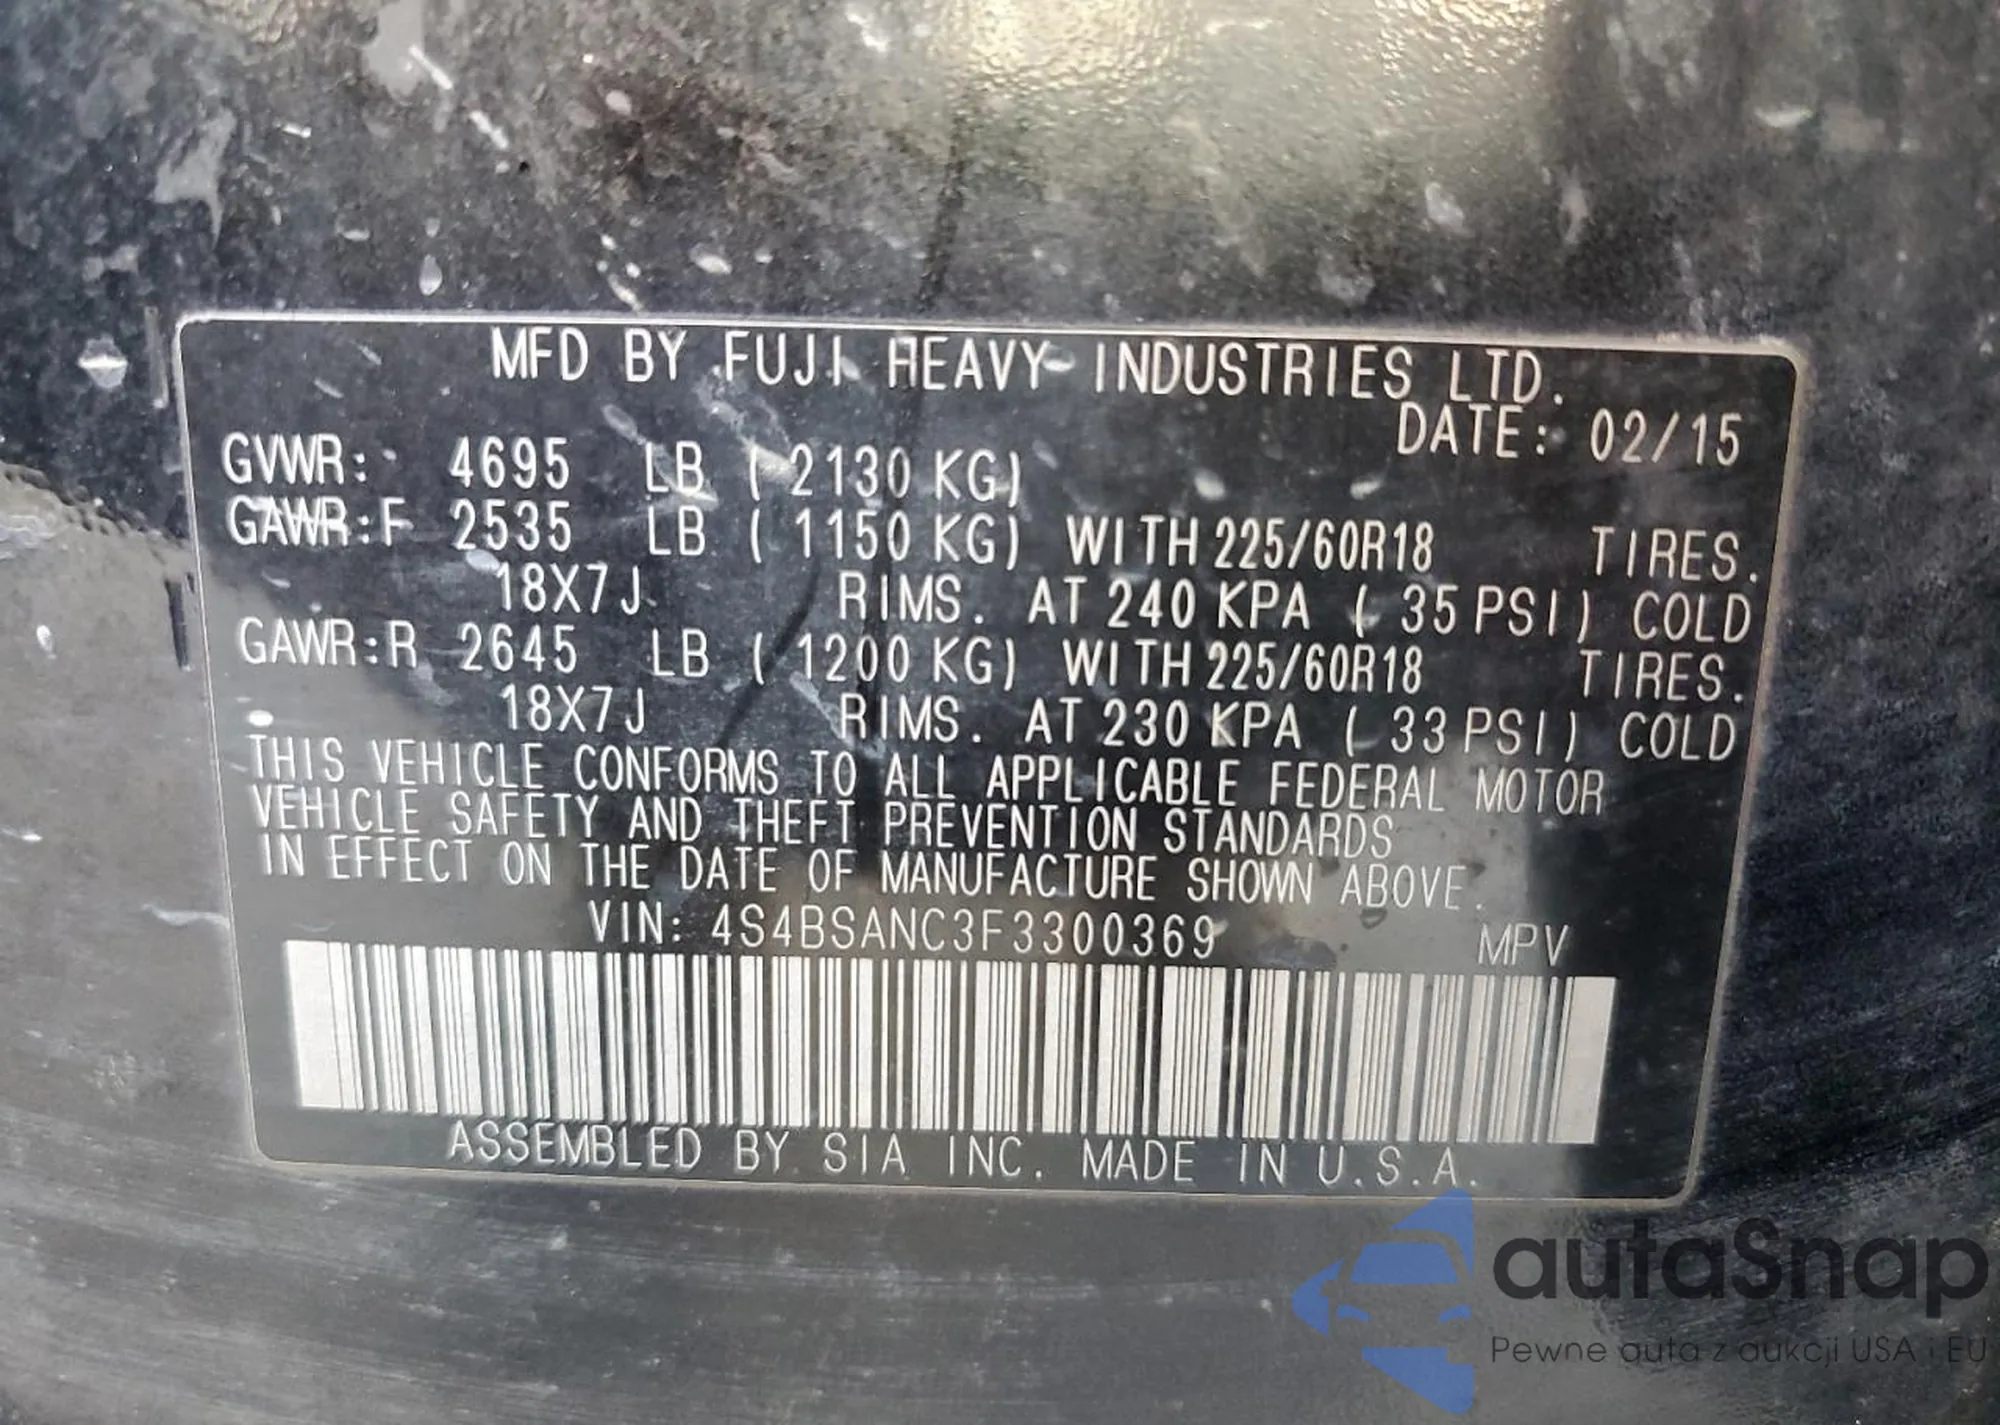 MFD BY FUJI HEAVY INDUSTRIES LTD.
DATE: 02/15
GVWR: 4695 LB ( 2130 KG)
GAWR:F 2535 LB ( 1150 KG) WITH 225/60R18 TIRES.
18X7J RIMS. AT 240 KPA ( 35 PSI) COLD
GAWR:R 2645 LB ( 1200 KG) WITH 225/60R18 TIRES.
18X7J RIMS. AT 230 KPA ( 33 PSI) COLD
THIS VEHICLE CONFORMS TO ALL APPLICABLE FEDERAL MOTOR
VEHICLE SAFETY AND THEFT PREVENTION STANDARDS
IN EFFECT ON THE DATE OF MANUFACTURE SHOWN ABOVE.
VIN: 4S4BSANC3F3300369 MPV
ASSEMBLED BY SIA INC. MADE IN U.S.A.
autaSnap
Pewne auta z aukcji USA i EU